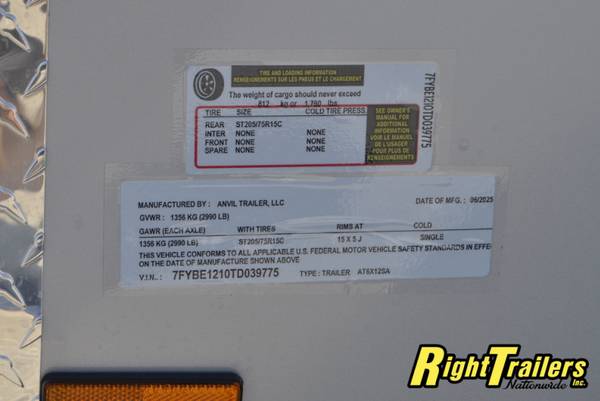 TIRE AND LOADING INFORMATION
RENSEIGNEMENTS SUR LES PNEUS ET LE CHARGEMENT
The weight of cargo should never exceed
812 kg or 1,790 lbs.
TIRE SIZE COLD TIRE PRESS
REAR ST205/75R15C
INTER NONE NONE
FRONT NONE NONE
SPARE NONE NONE
SEE OWNER'S
MANUAL FOR
ADDITIONAL
INFORMATION
VOIR LE MANUEL
DE L'USAGER
POUR PLUS DE
RENSEIGNEMENTS
7FYBE1210TD039775
MANUFACTURED BY : ANVIL TRAILER, LLC DATE OF MFG. : 06/2025
GVWR : 1356 KG (2990 LB)
GAWR (EACH AXLE) WITH TIRES RIMS AT COLD
1356 KG (2990 LB) ST205/75R15C 15 X 5 J SINGLE
THIS VEHICLE CONFORMS TO ALL APPLICABLE U.S. FEDERAL MOTOR VEHICLE SAFETY STANDARDS IN EFFE
ON THE DATE OF MANUFACTURE SHOWN ABOVE
V.I.N. : 7FYBE1210TD039775 TYPE : TRAILER AT6X12SA
RightTrailers
Nationwide Inc.